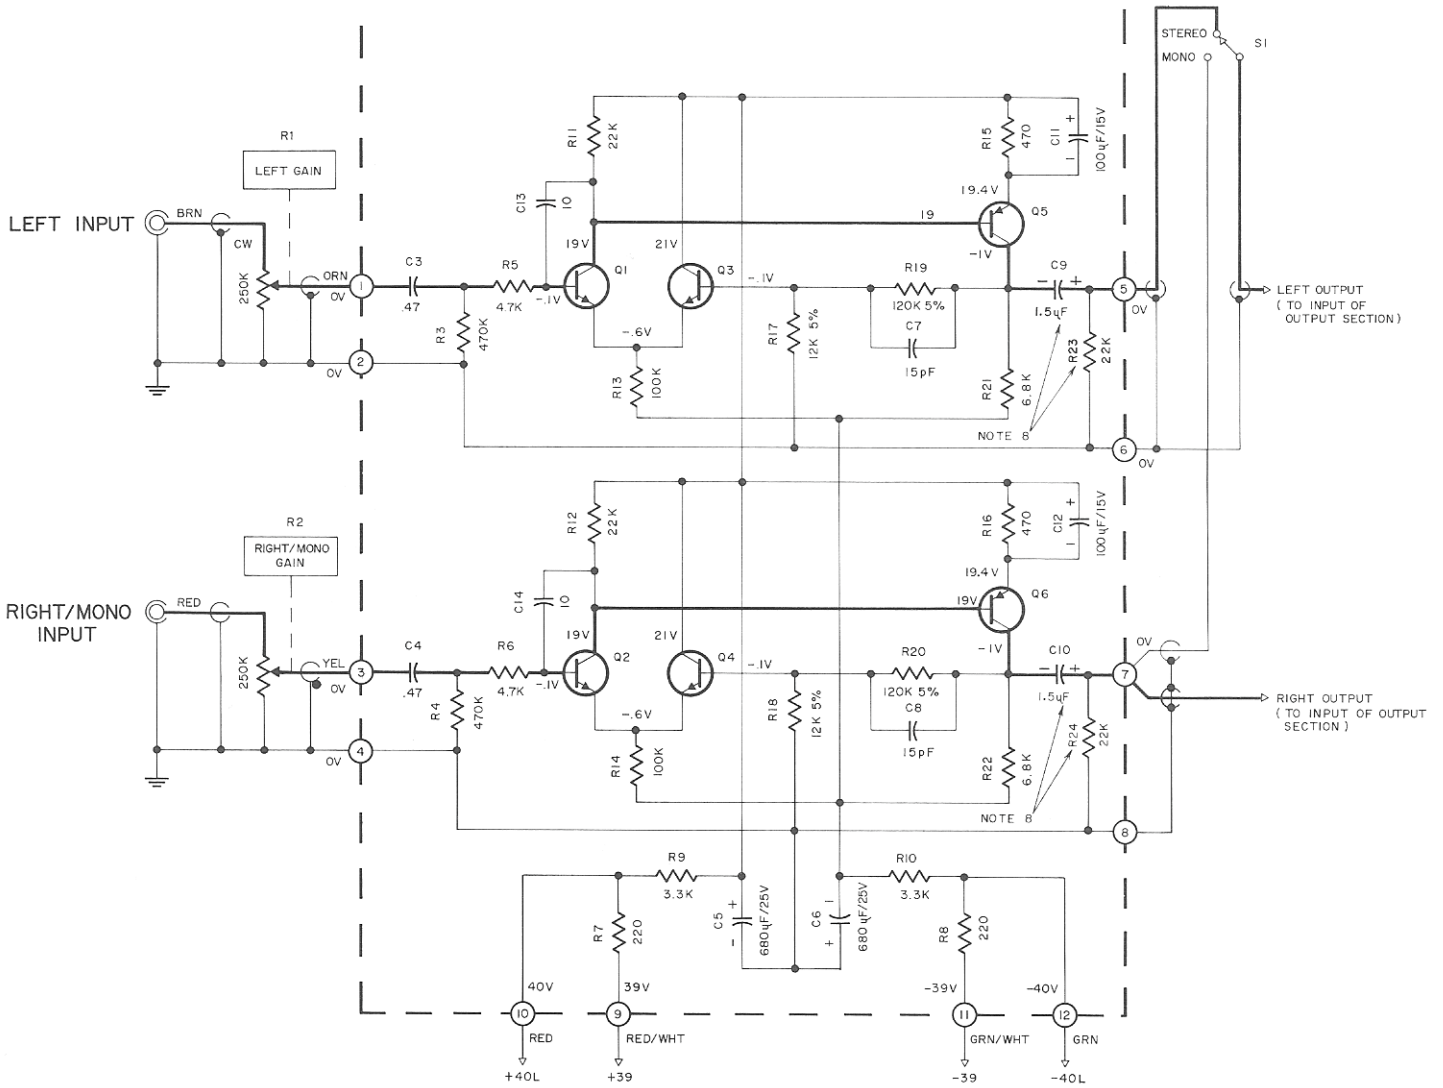 STEREO
MONO
S1
R1
LEFT GAIN
LEFT INPUT
BRN
CW
250K
ORN
0V
1
2
0V
C3
.47
R3
470K
R5
4.7K
C13
10
R11
22K
19V
-.1V
Q1
21V
Q3
-.6V
R13
100K
-.1V
R17
12K 5%
R19
120K 5%
C7
15pF
R15
470
C11
+
-
100µF/15V
19.4V
19
Q5
-1V
R21
6.8K
C9
- +
1.5µF
R23
22K
NOTE 8
5
0V
6
0V
LEFT OUTPUT
(TO INPUT OF
OUTPUT SECTION)
R2
RIGHT/MONO
GAIN
RIGHT/MONO
INPUT
RED
250K
YEL
0V
3
4
0V
C4
.47
R4
470K
R6
4.7K
C14
10
R12
22K
19V
-.1V
Q2
21V
Q4
-.6V
R14
100K
-.1V
R18
12K 5%
R20
120K 5%
C8
15pF
R16
470
C12
+
-
100µF/15V
19.4V
19V
Q6
-1V
R22
6.8K
C10
- +
1.5µF
R24
22K
NOTE 8
0V
7
8
RIGHT OUTPUT
(TO INPUT OF OUTPUT
SECTION)
R9
3.3K
R7
220
C5
+
-
680µF/25V
C6
-
+
680µF/25V
R10
3.3K
R8
220
40V
39V
-39V
-40V
10
9
11
12
RED
RED/WHT
GRN/WHT
GRN
+40L
+39
-39
-40L